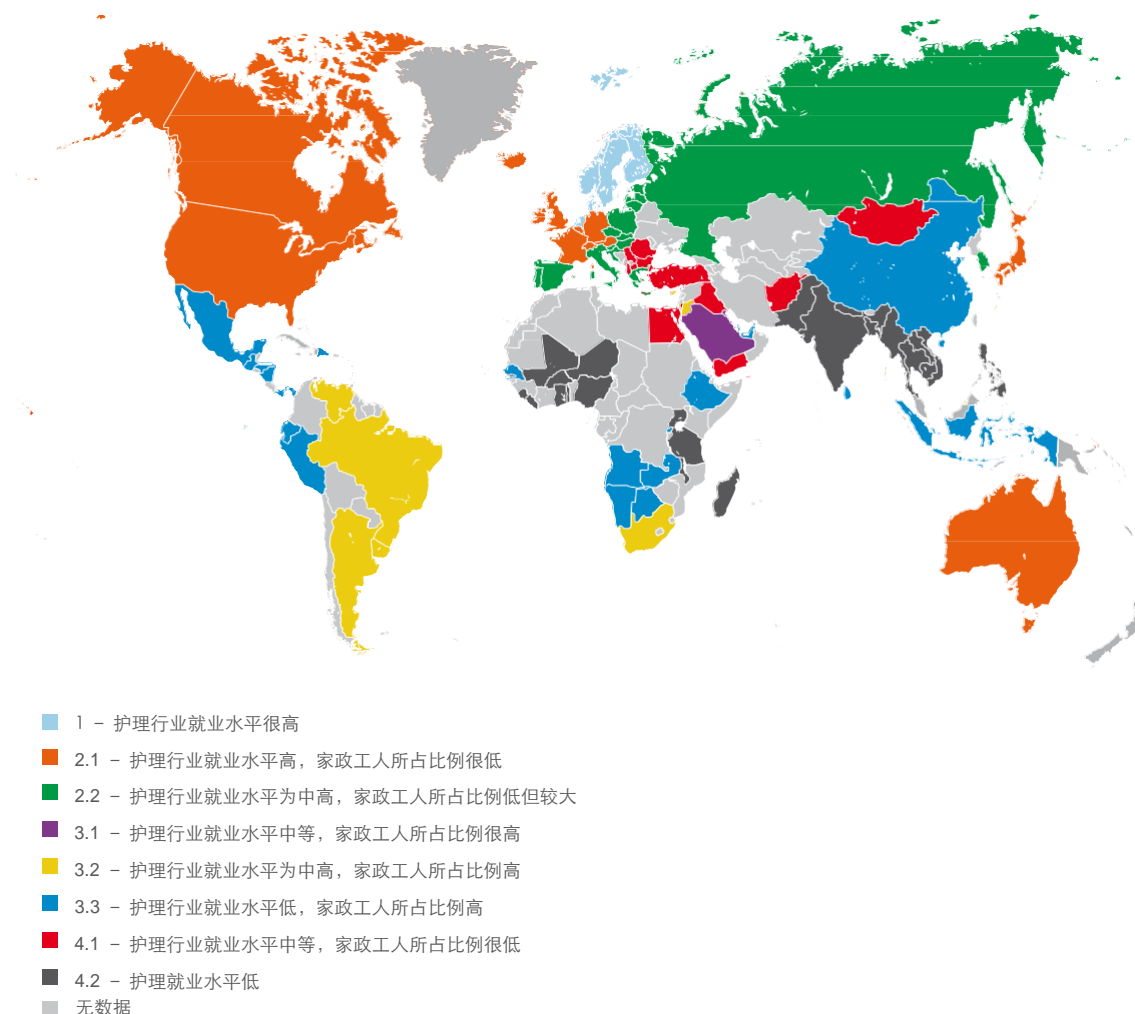 1 – 护理行业就业水平很高
2.1 – 护理行业就业水平高，家政工人所占比例很低
2.2 – 护理行业就业水平为中高，家政工人所占比例低但较大
3.1 – 护理行业就业水平中等，家政工人所占比例很高
3.2 – 护理行业就业水平为中高，家政工人所占比例高
3.3 – 护理行业就业水平低，家政工人所占比例高
4.1 – 护理行业就业水平中等，家政工人所占比例很低
4.2 – 护理就业水平低
无数据